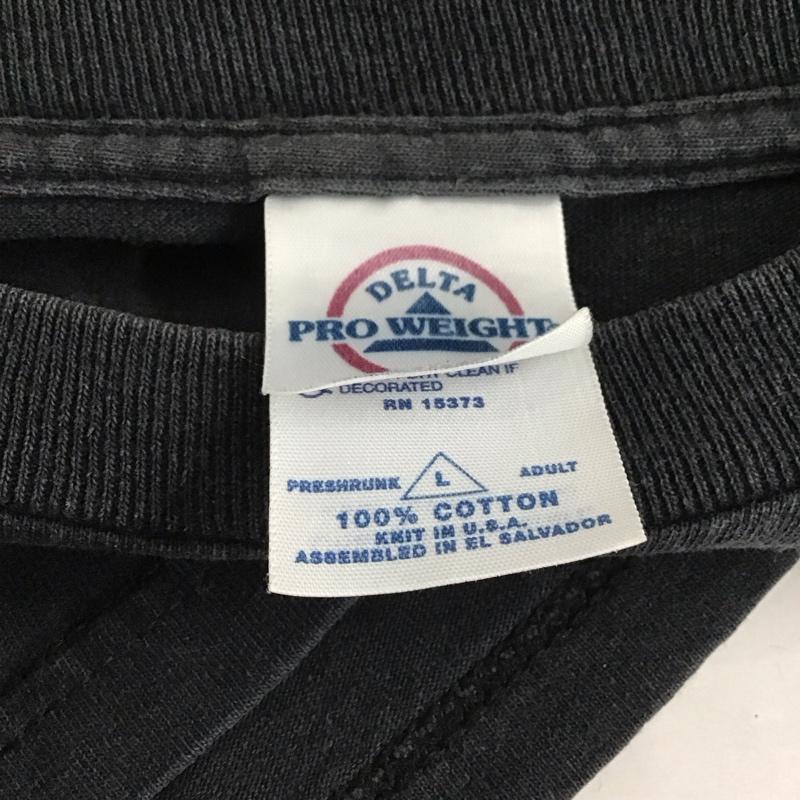 DELTA
PRO WEIGHT
CLEAN IF
DECORATED
RN 15373
PRESHRUNK L ADULT
100% COTTON
KNIT IN U.S.A.
ASSEMBLED IN EL SALVADOR